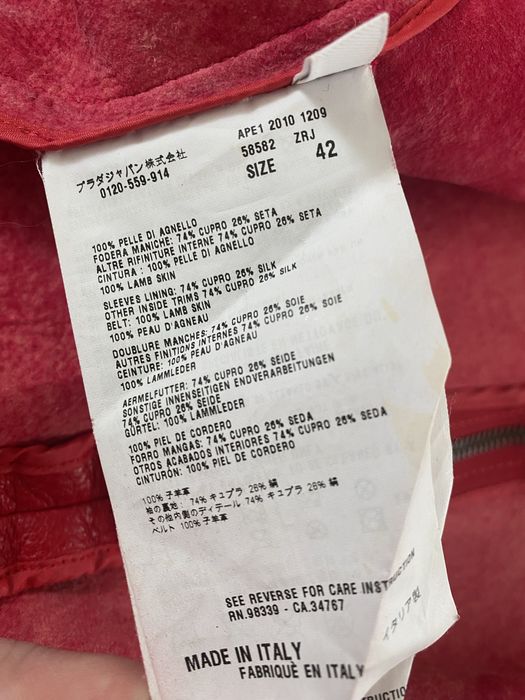 プラダジャパン株式会社
0120-559-914
APE1 2010 1209
58582 ZRJ
SIZE 42
100% PELLE DI AGNELLO
FODERA MANICHE: 74% CUPRO 26% SETA
ALTRE RIFINITURE INTERNE 74% CUPRO 26% SETA
CINTURA : 100% PELLE DI AGNELLO
100% LAMB SKIN
SLEEVES LINING: 74% CUPRO 26% SILK
OTHER INSIDE TRIMS 74% CUPRO 26% SILK
BELT: 100% LAMB SKIN
100% PEAU D'AGNEAU
DOUBLURE MANCHES: 74% CUPRO 26% SOIE
AUTRES FINITIONS INTERNES 74% CUPRO 26% SOIE
CEINTURE: 100% PEAU D'AGNEAU
100% LAMMLEDER
AERMELFUTTER: 74% CUPRO 26% SEIDE
SONSTIGE INNENSEITIGEN ENDVERARBEITUNGEN
74% CUPRO 26% SEIDE
GÜRTEL: 100% LAMMLEDER
100% PIEL DE CORDERO
FORRO MANGAS: 74% CUPRO 26% SEDA
OTROS ACABADOS INTERIORES 74% CUPRO 26% SEDA
CINTURÓN: 100% PIEL DE CORDERO
100% 子羊革
袖の裏地: 74% キュプラ 26% 絹
その他内側のディテール 74% キュプラ 26% 絹
ベルト 100% 子羊革
SEE REVERSE FOR CARE INST
RN.98339 - CA.34767
MADE IN ITALY
FABRIQUÉ EN ITALY
RUCTION
イタリア製